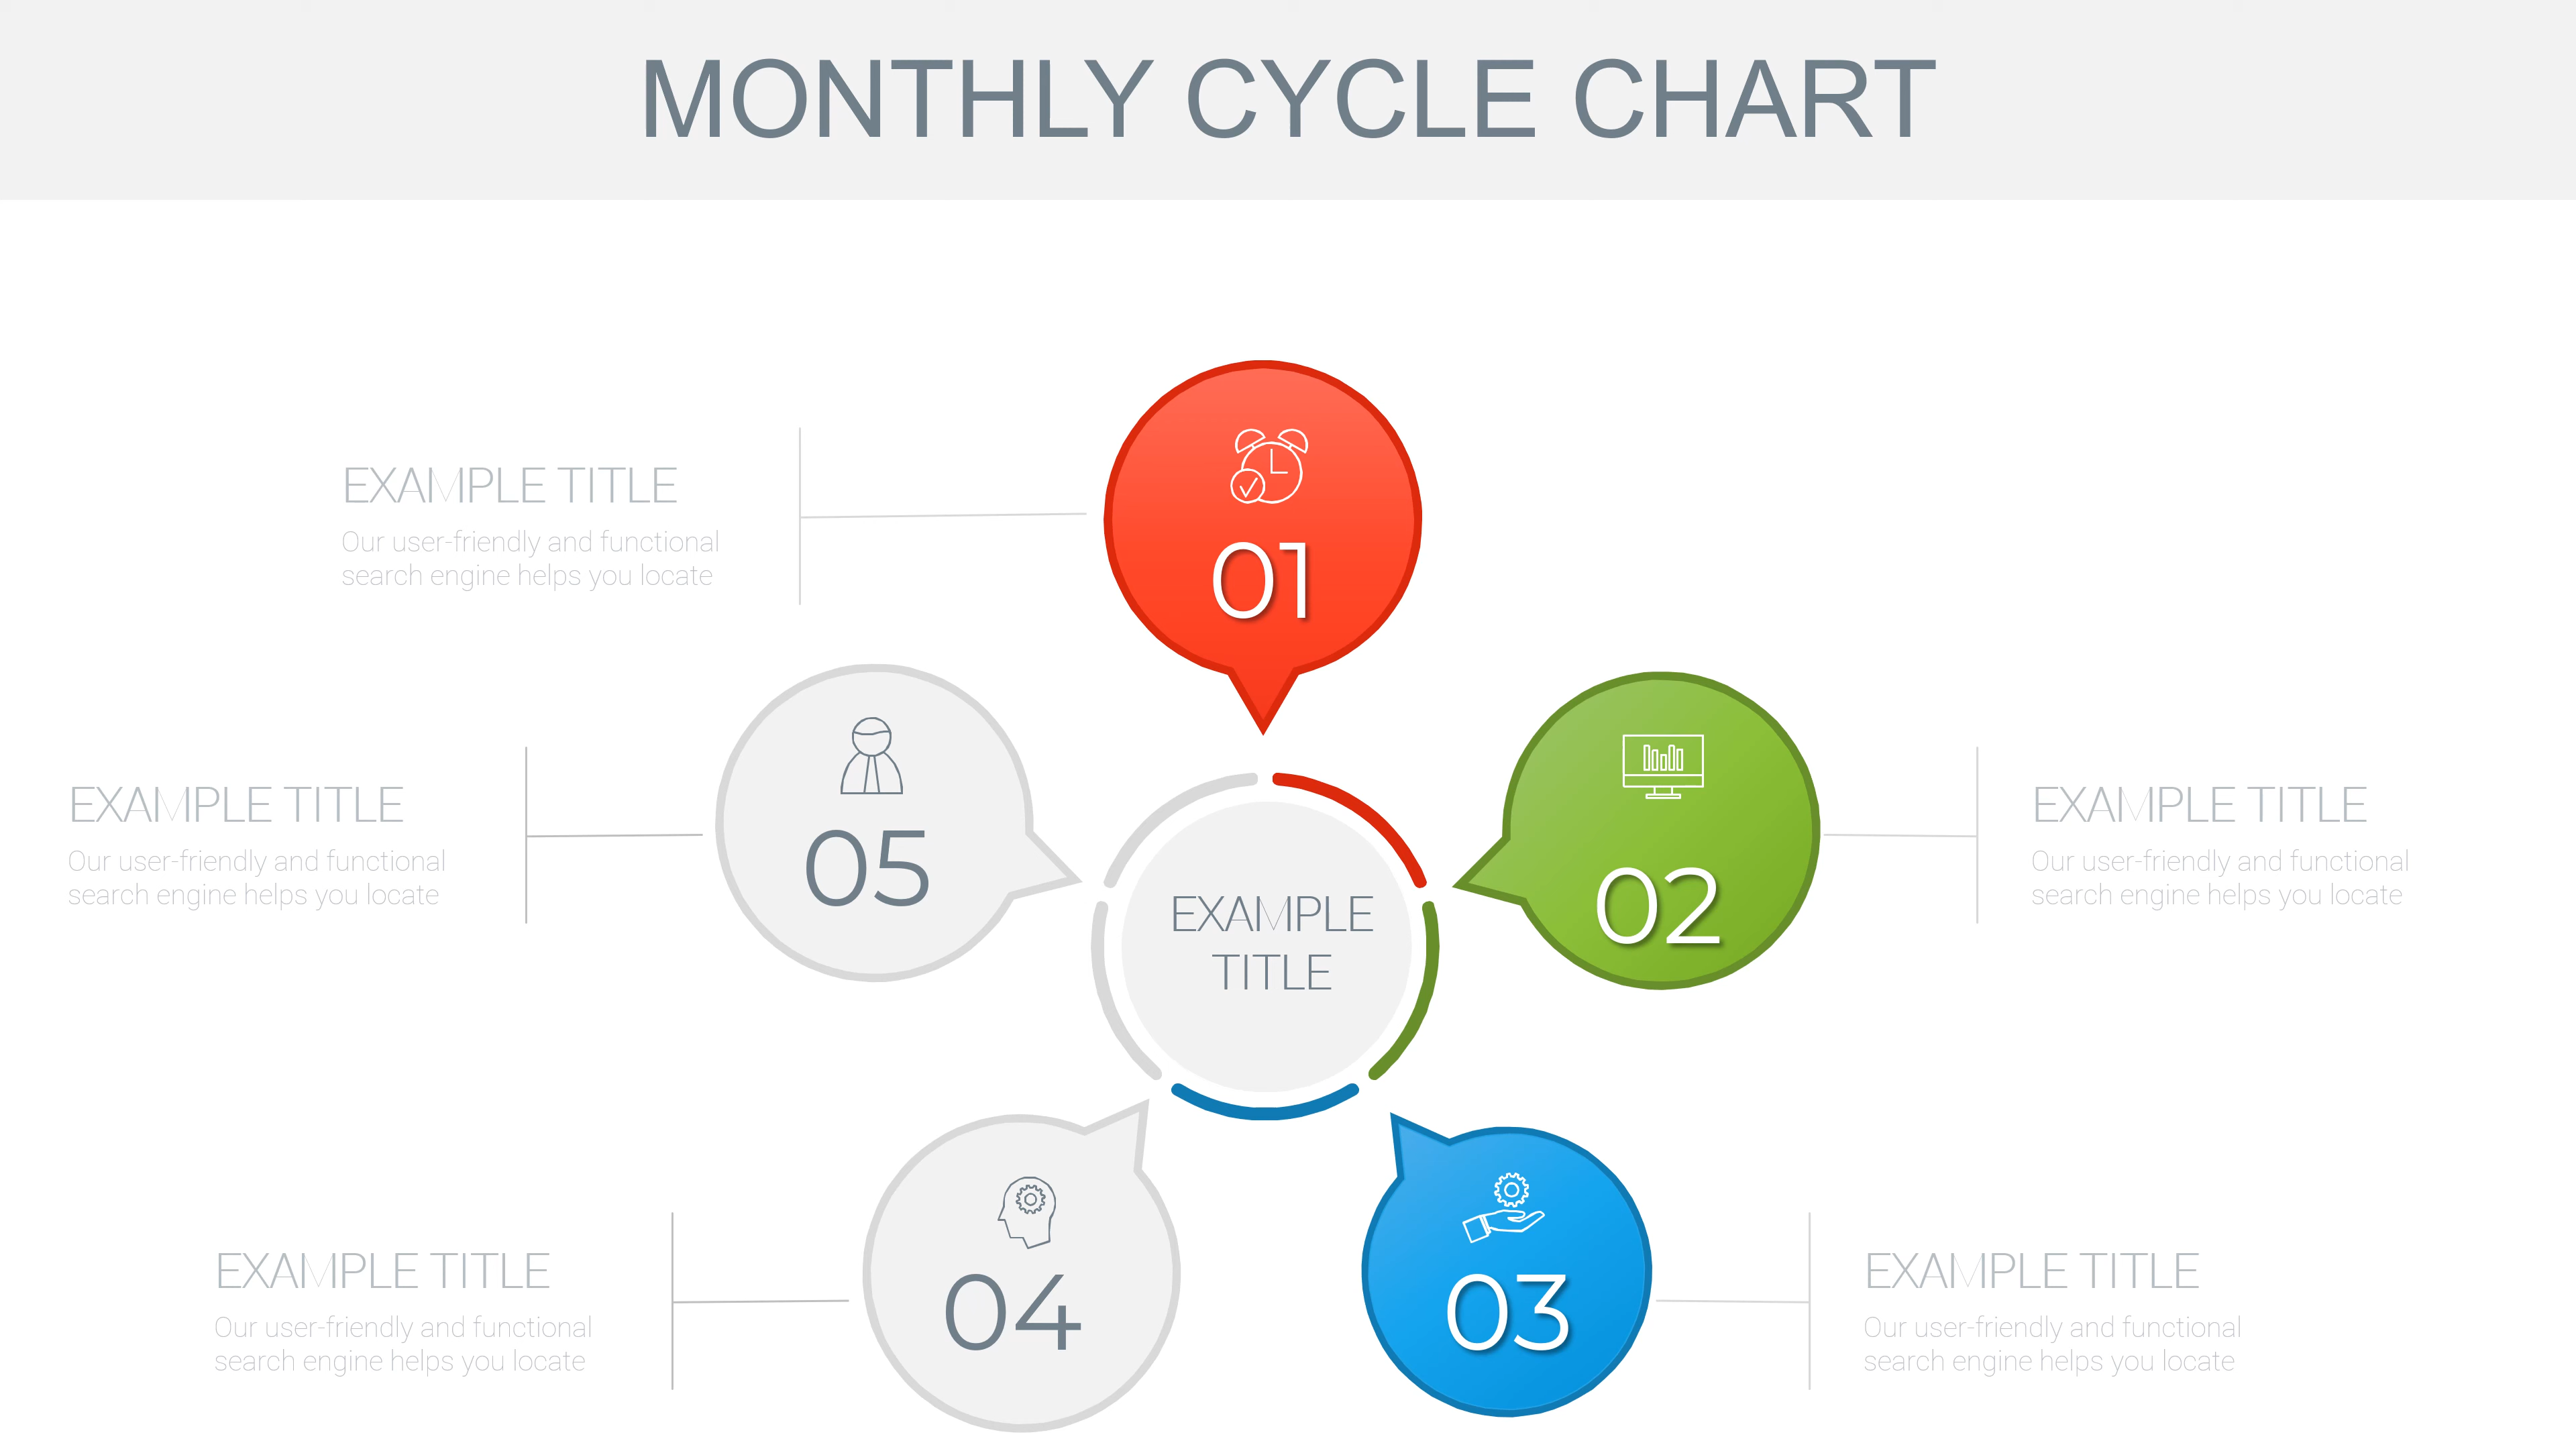 MONTHLY CYCLE CHART
EXAMPLE TITLE
Our user-friendly and functional
search engine helps you locate
01
EXAMPLE TITLE
Our user-friendly and functional
search engine helps you locate
05
EXAMPLE
TITLE
02
EXAMPLE TITLE
Our user-friendly and functional
search engine helps you locate
EXAMPLE TITLE
Our user-friendly and functional
search engine helps you locate
04
03
EXAMPLE TITLE
Our user-friendly and functional
search engine helps you locate